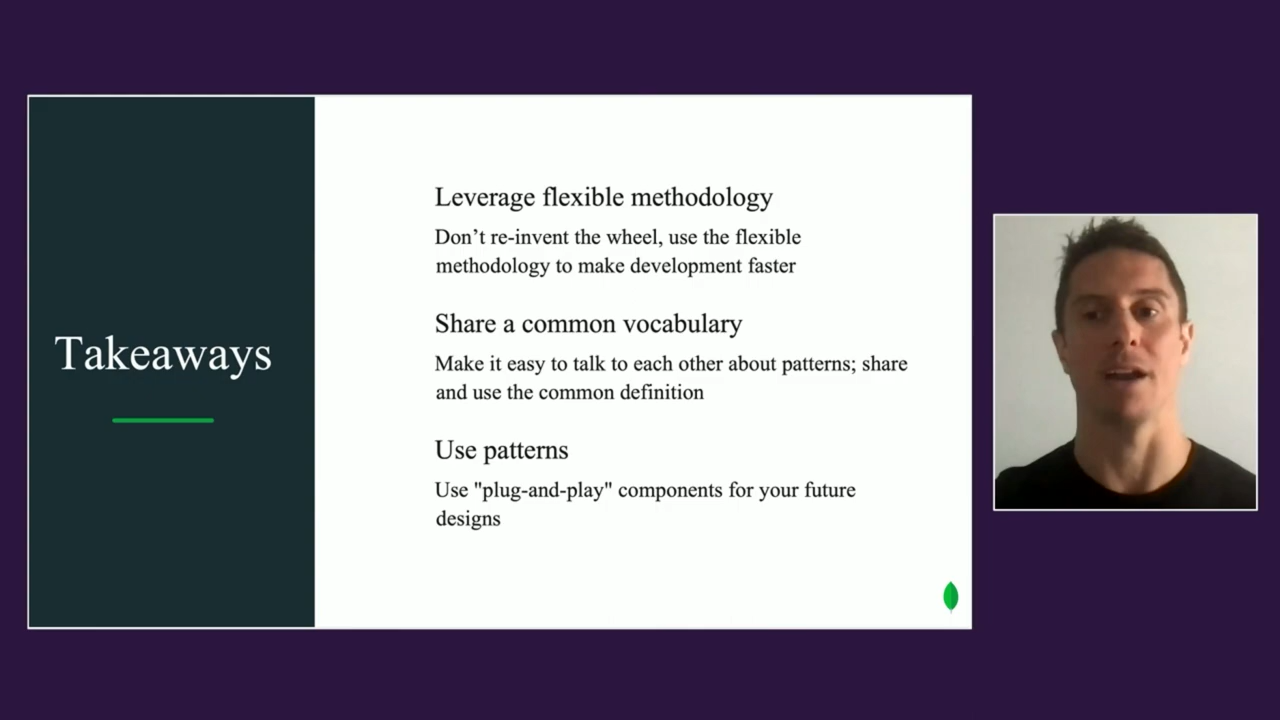 Takeaways
Leverage flexible methodology
Don’t re-invent the wheel, use the flexible
methodology to make development faster
Share a common vocabulary
Make it easy to talk to each other about patterns; share
and use the common definition
Use patterns
Use "plug-and-play" components for your future
designs